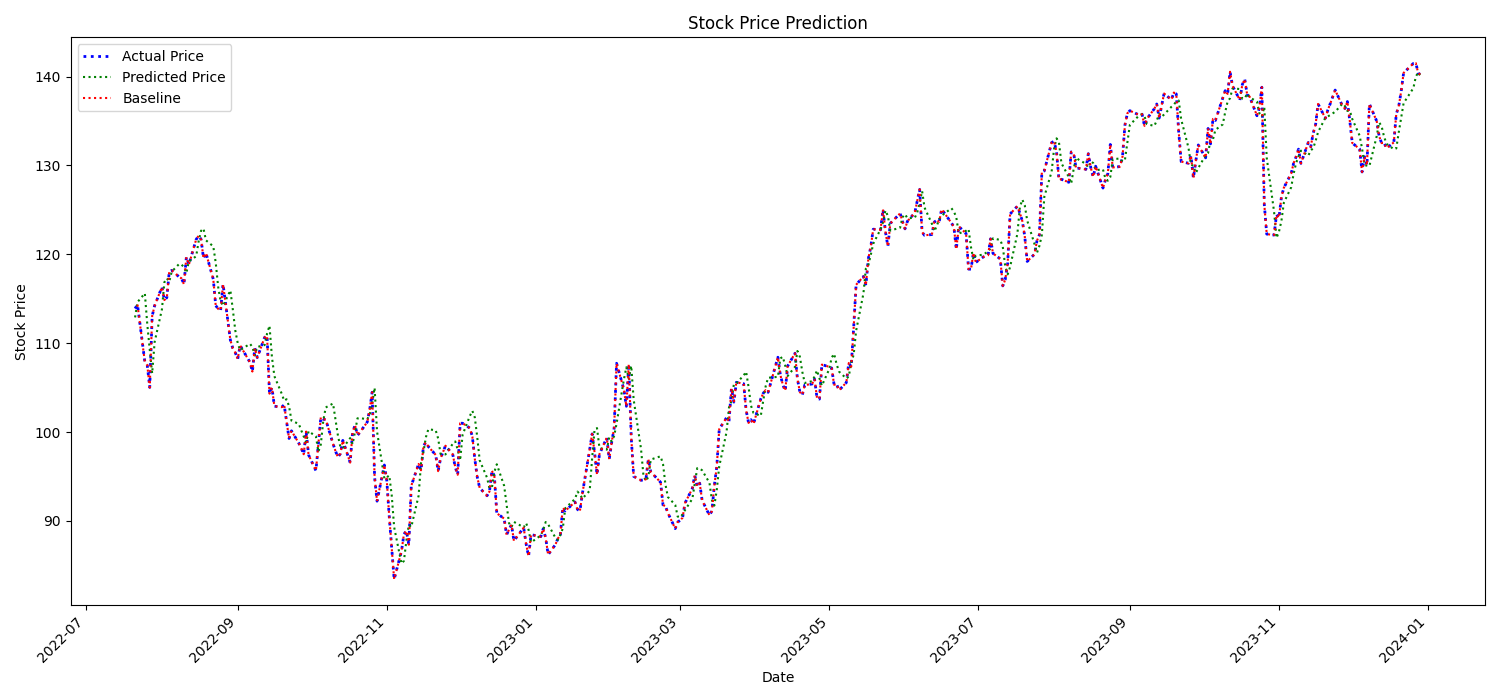 Stock Price Prediction
Actual Price
Predicted Price
Baseline
Stock Price
140
130
120
110
100
90
2022-07
2022-09
2022-11
2023-01
2023-03
2023-05
2023-07
2023-09
2023-11
2024-01
Date